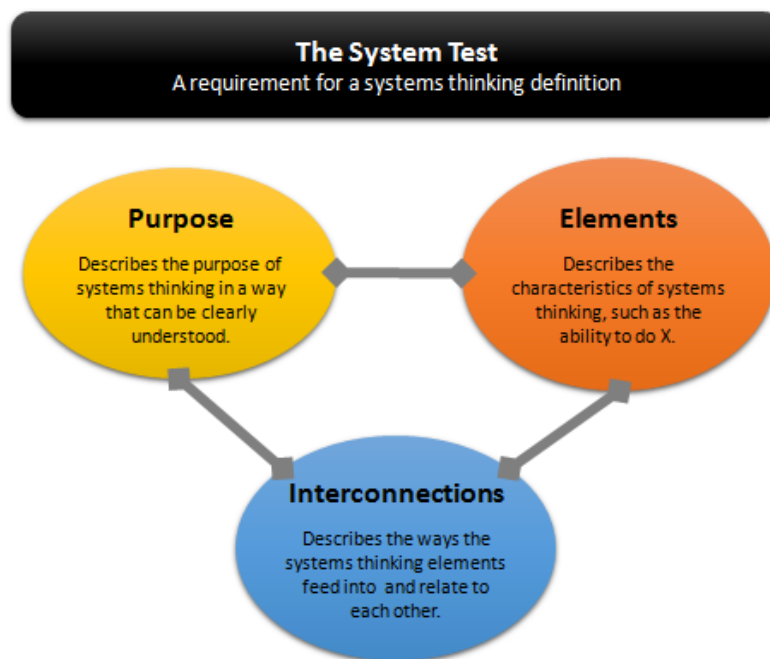 The System Test
A requirement for a systems thinking definition
Purpose
Describes the purpose of
systems thinking in a way
that can be clearly
understood.
Elements
Describes the
characteristics of systems
thinking, such as the
ability to do X.
Interconnections
Describes the ways the
systems thinking elements
feed into and relate to
each other.